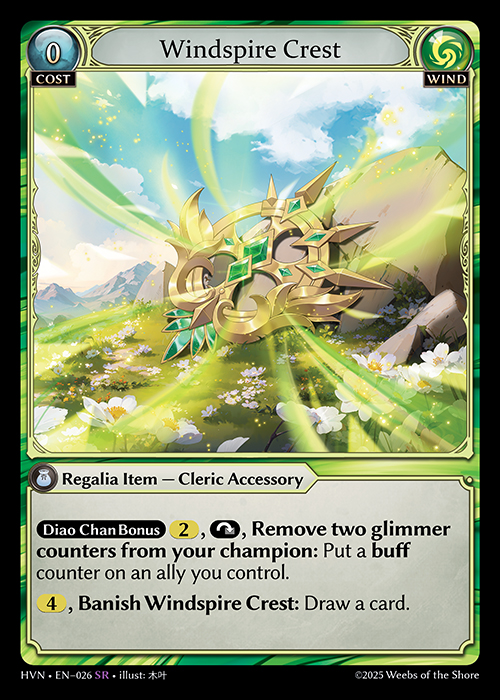 0
Windspire Crest
COST
WIND
Regalia Item — Cleric Accessory
Diao Chan Bonus 2 , , Remove two glimmer
counters from your champion: Put a buff
counter on an ally you control.
4 , Banish Windspire Crest: Draw a card.
HVN • EN-026 SR • illust: 木叶
©2025 Weebs of the Shore